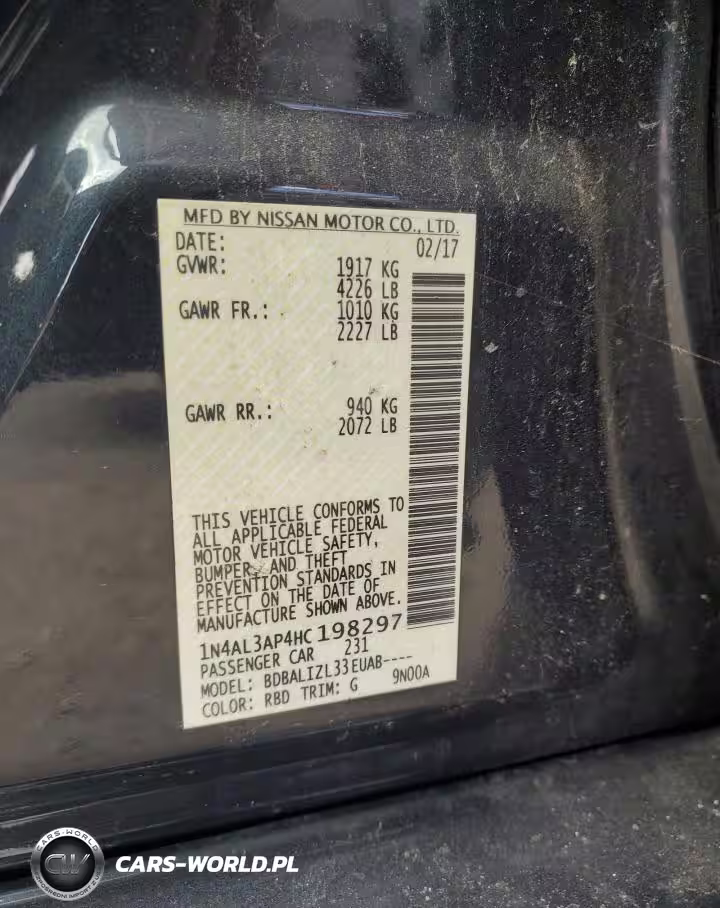 MFD BY NISSAN MOTOR CO., LTD.
DATE: 02/17
GVWR: 1917 KG
4226 LB
GAWR FR.: 1010 KG
2227 LB
GAWR RR.: 940 KG
2072 LB
THIS VEHICLE CONFORMS TO
ALL APPLICABLE FEDERAL
MOTOR VEHICLE SAFETY,
BUMPER, AND THEFT
PREVENTION STANDARDS IN
EFFECT ON THE DATE OF
MANUFACTURE SHOWN ABOVE.
1N4AL3AP4HC198297
PASSENGER CAR 231
MODEL: BDBALIZL33EUAB----
COLOR: RBD TRIM: G 9N00A
CARS-WORLD
CW
CARS-WORLD.PL